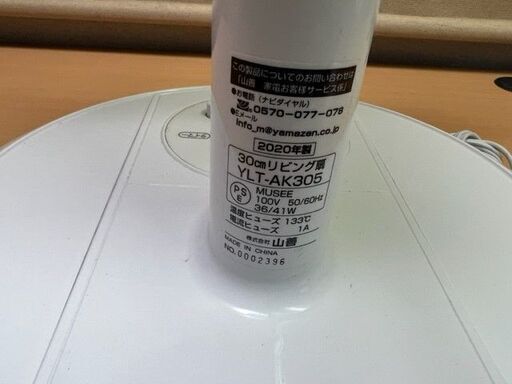 この製品についてのお問い合わせは
「山善 家電お客様サービス係」
●お電話(ナビダイヤル)
0570-077-078
●Eメール
info_m@yamazen.co.jp
2020年製
30cmリビング扇
YLT-AK305
PS
E
MUSEE
100V 50/60Hz
36/41W
温度ヒューズ 133℃
電流ヒューズ 1A
株式会社 山善
MADE IN CHINA
NO.0002396